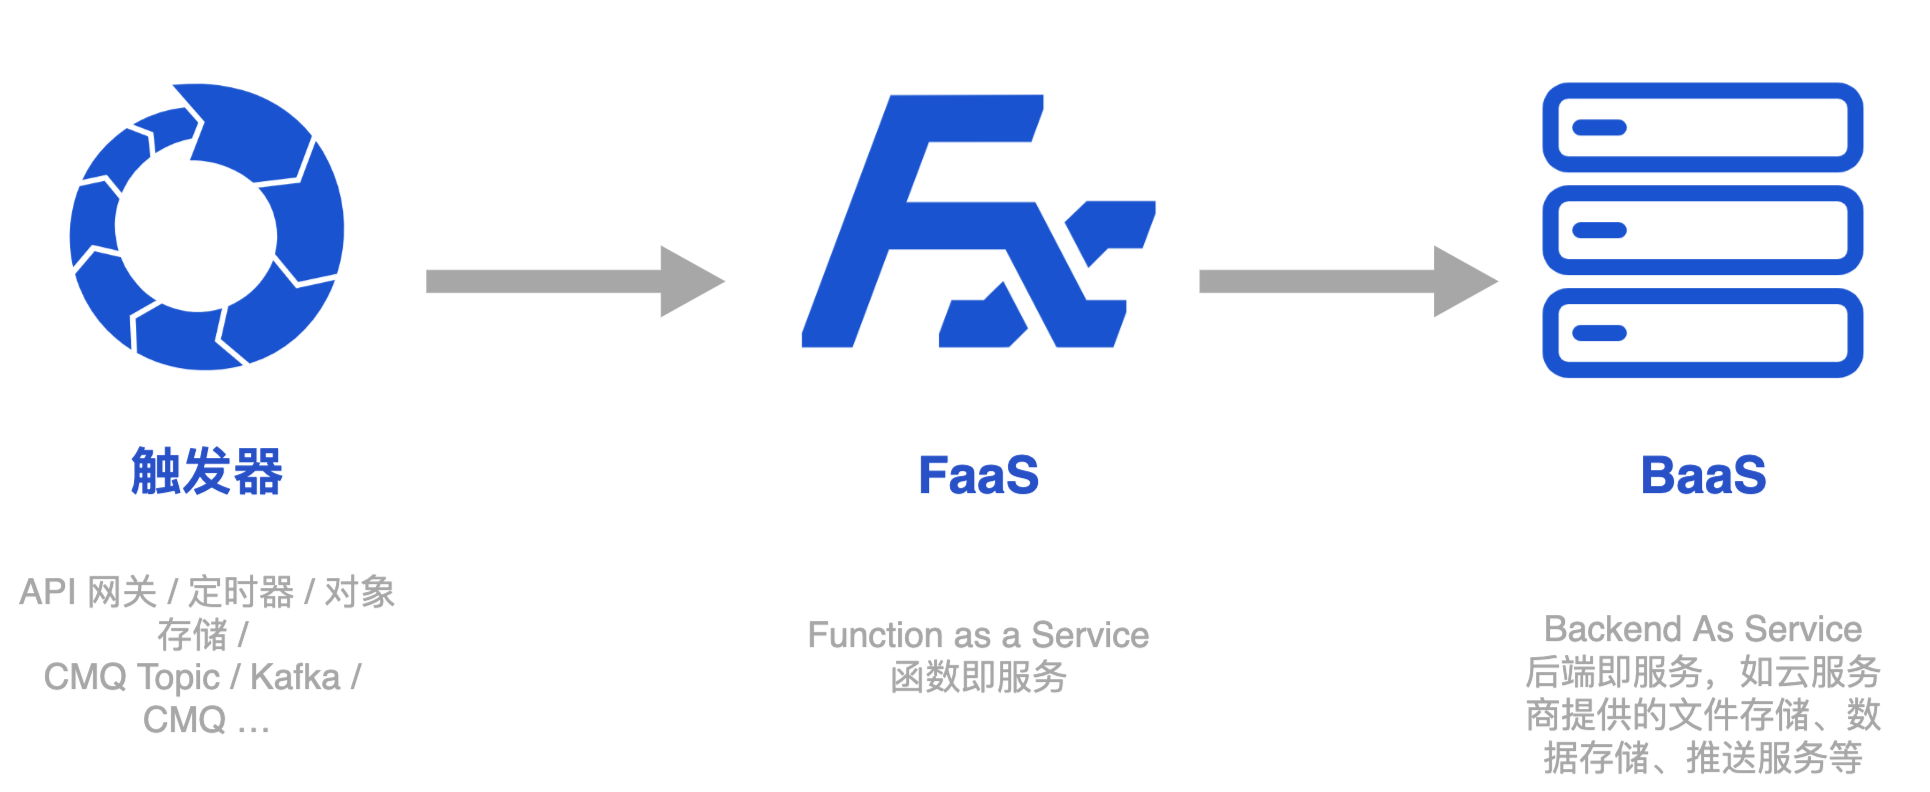 触发器
API 网关 / 定时器 / 对象
存储 /
CMQ Topic / Kafka /
CMQ ...
Fx
FaaS
Function as a Service
函数即服务
BaaS
Backend As Service
后端即服务，如云服务
商提供的文件存储、数
据存储、推送服务等